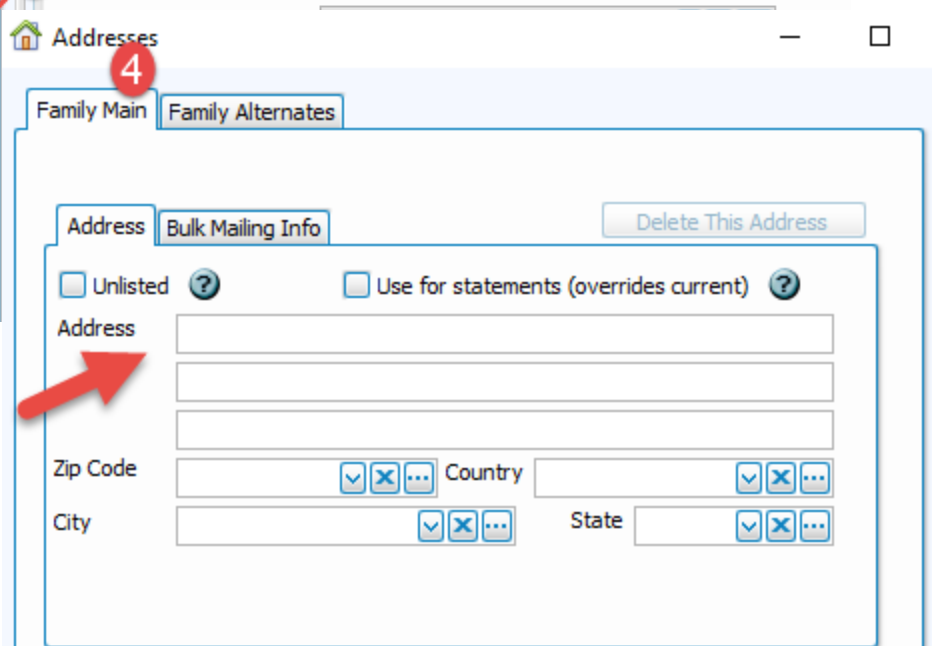 Addresses
4
Family Main Family Alternates
Address Bulk Mailing Info Delete This Address
Unlisted ? Use for statements (overrides current) ?
Address
Zip Code Country
City State